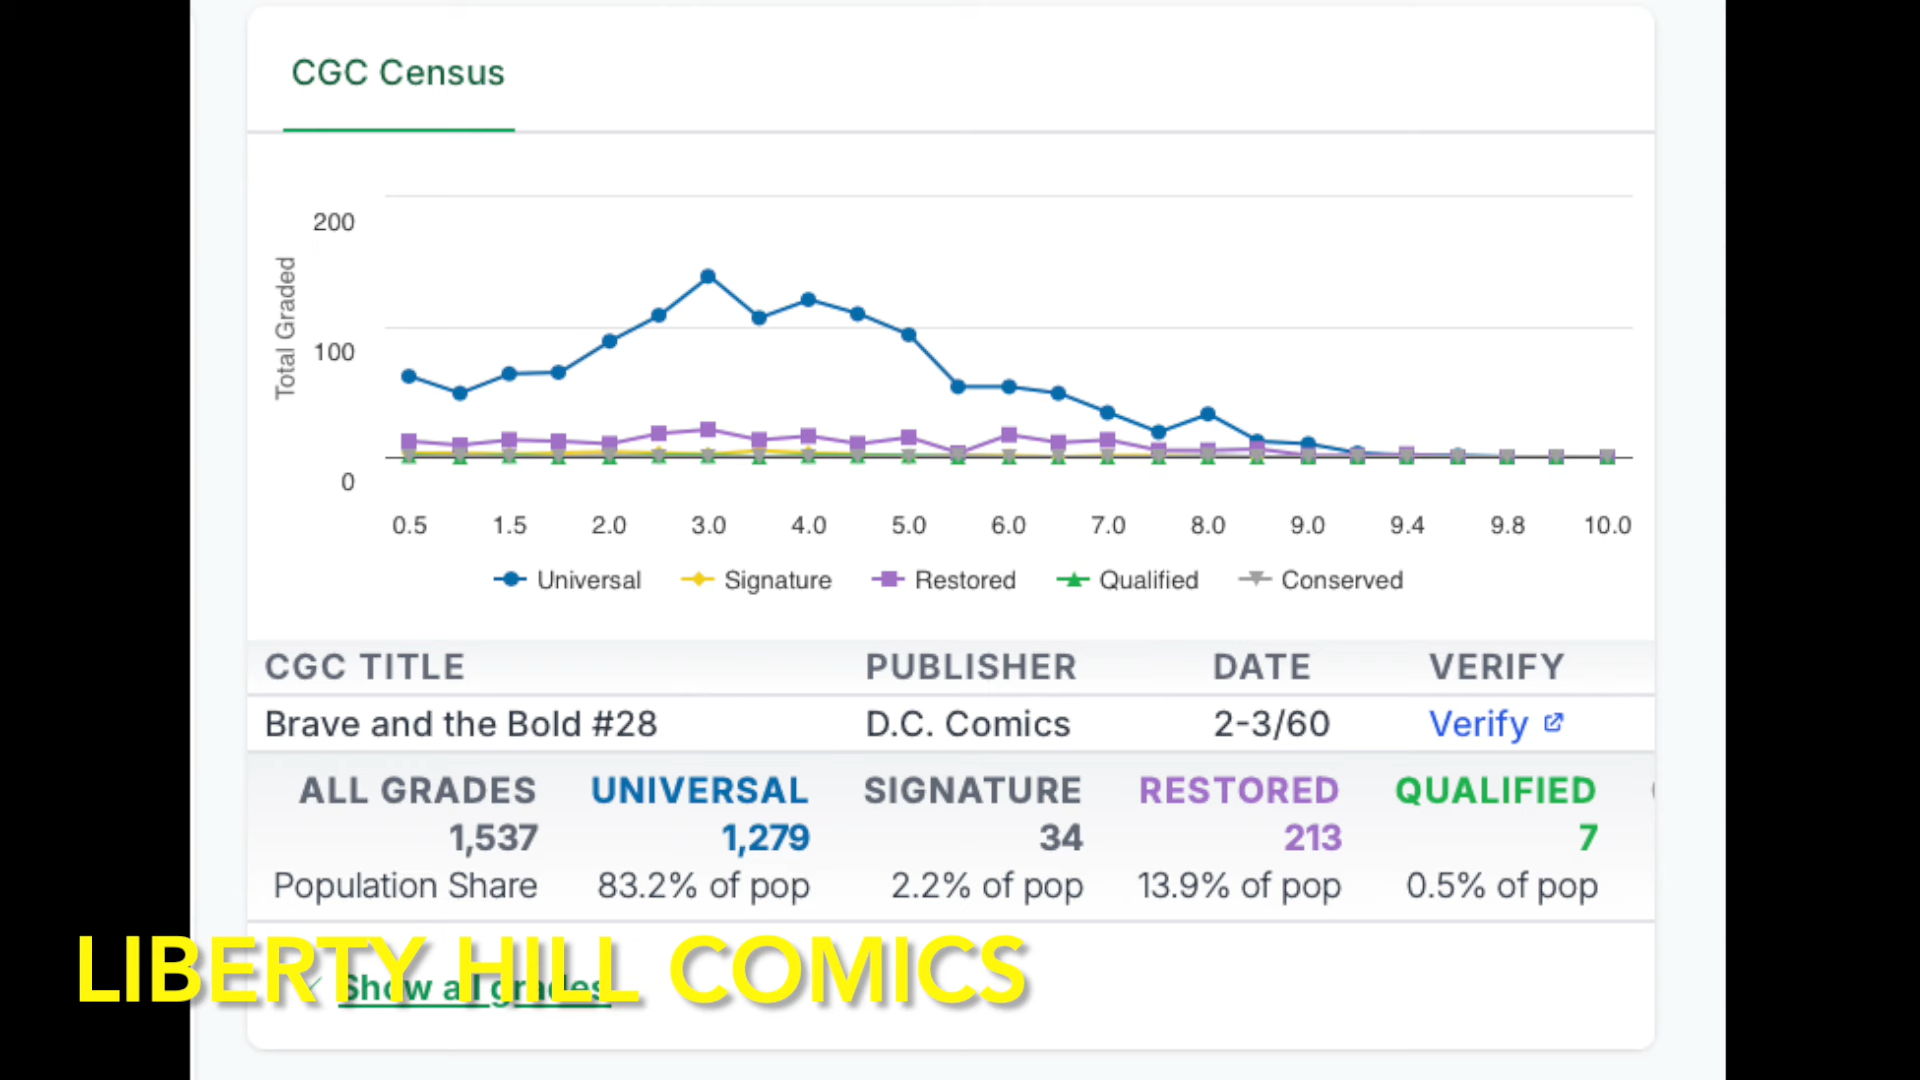 CGC Census
200
100
0
Total Graded
0.5 1.5 2.0 3.0 4.0 5.0 6.0 7.0 8.0 9.0 9.4 9.8 10.0
Universal Signature Restored Qualified Conserved
CGC TITLE PUBLISHER DATE VERIFY
Brave and the Bold #28 D.C. Comics 2-3/60 Verify
ALL GRADES UNIVERSAL SIGNATURE RESTORED QUALIFIED
1,537 1,279 34 213 7
Population Share 83.2% of pop 2.2% of pop 13.9% of pop 0.5% of pop
LIBERTY HILL COMICS
Show all grades